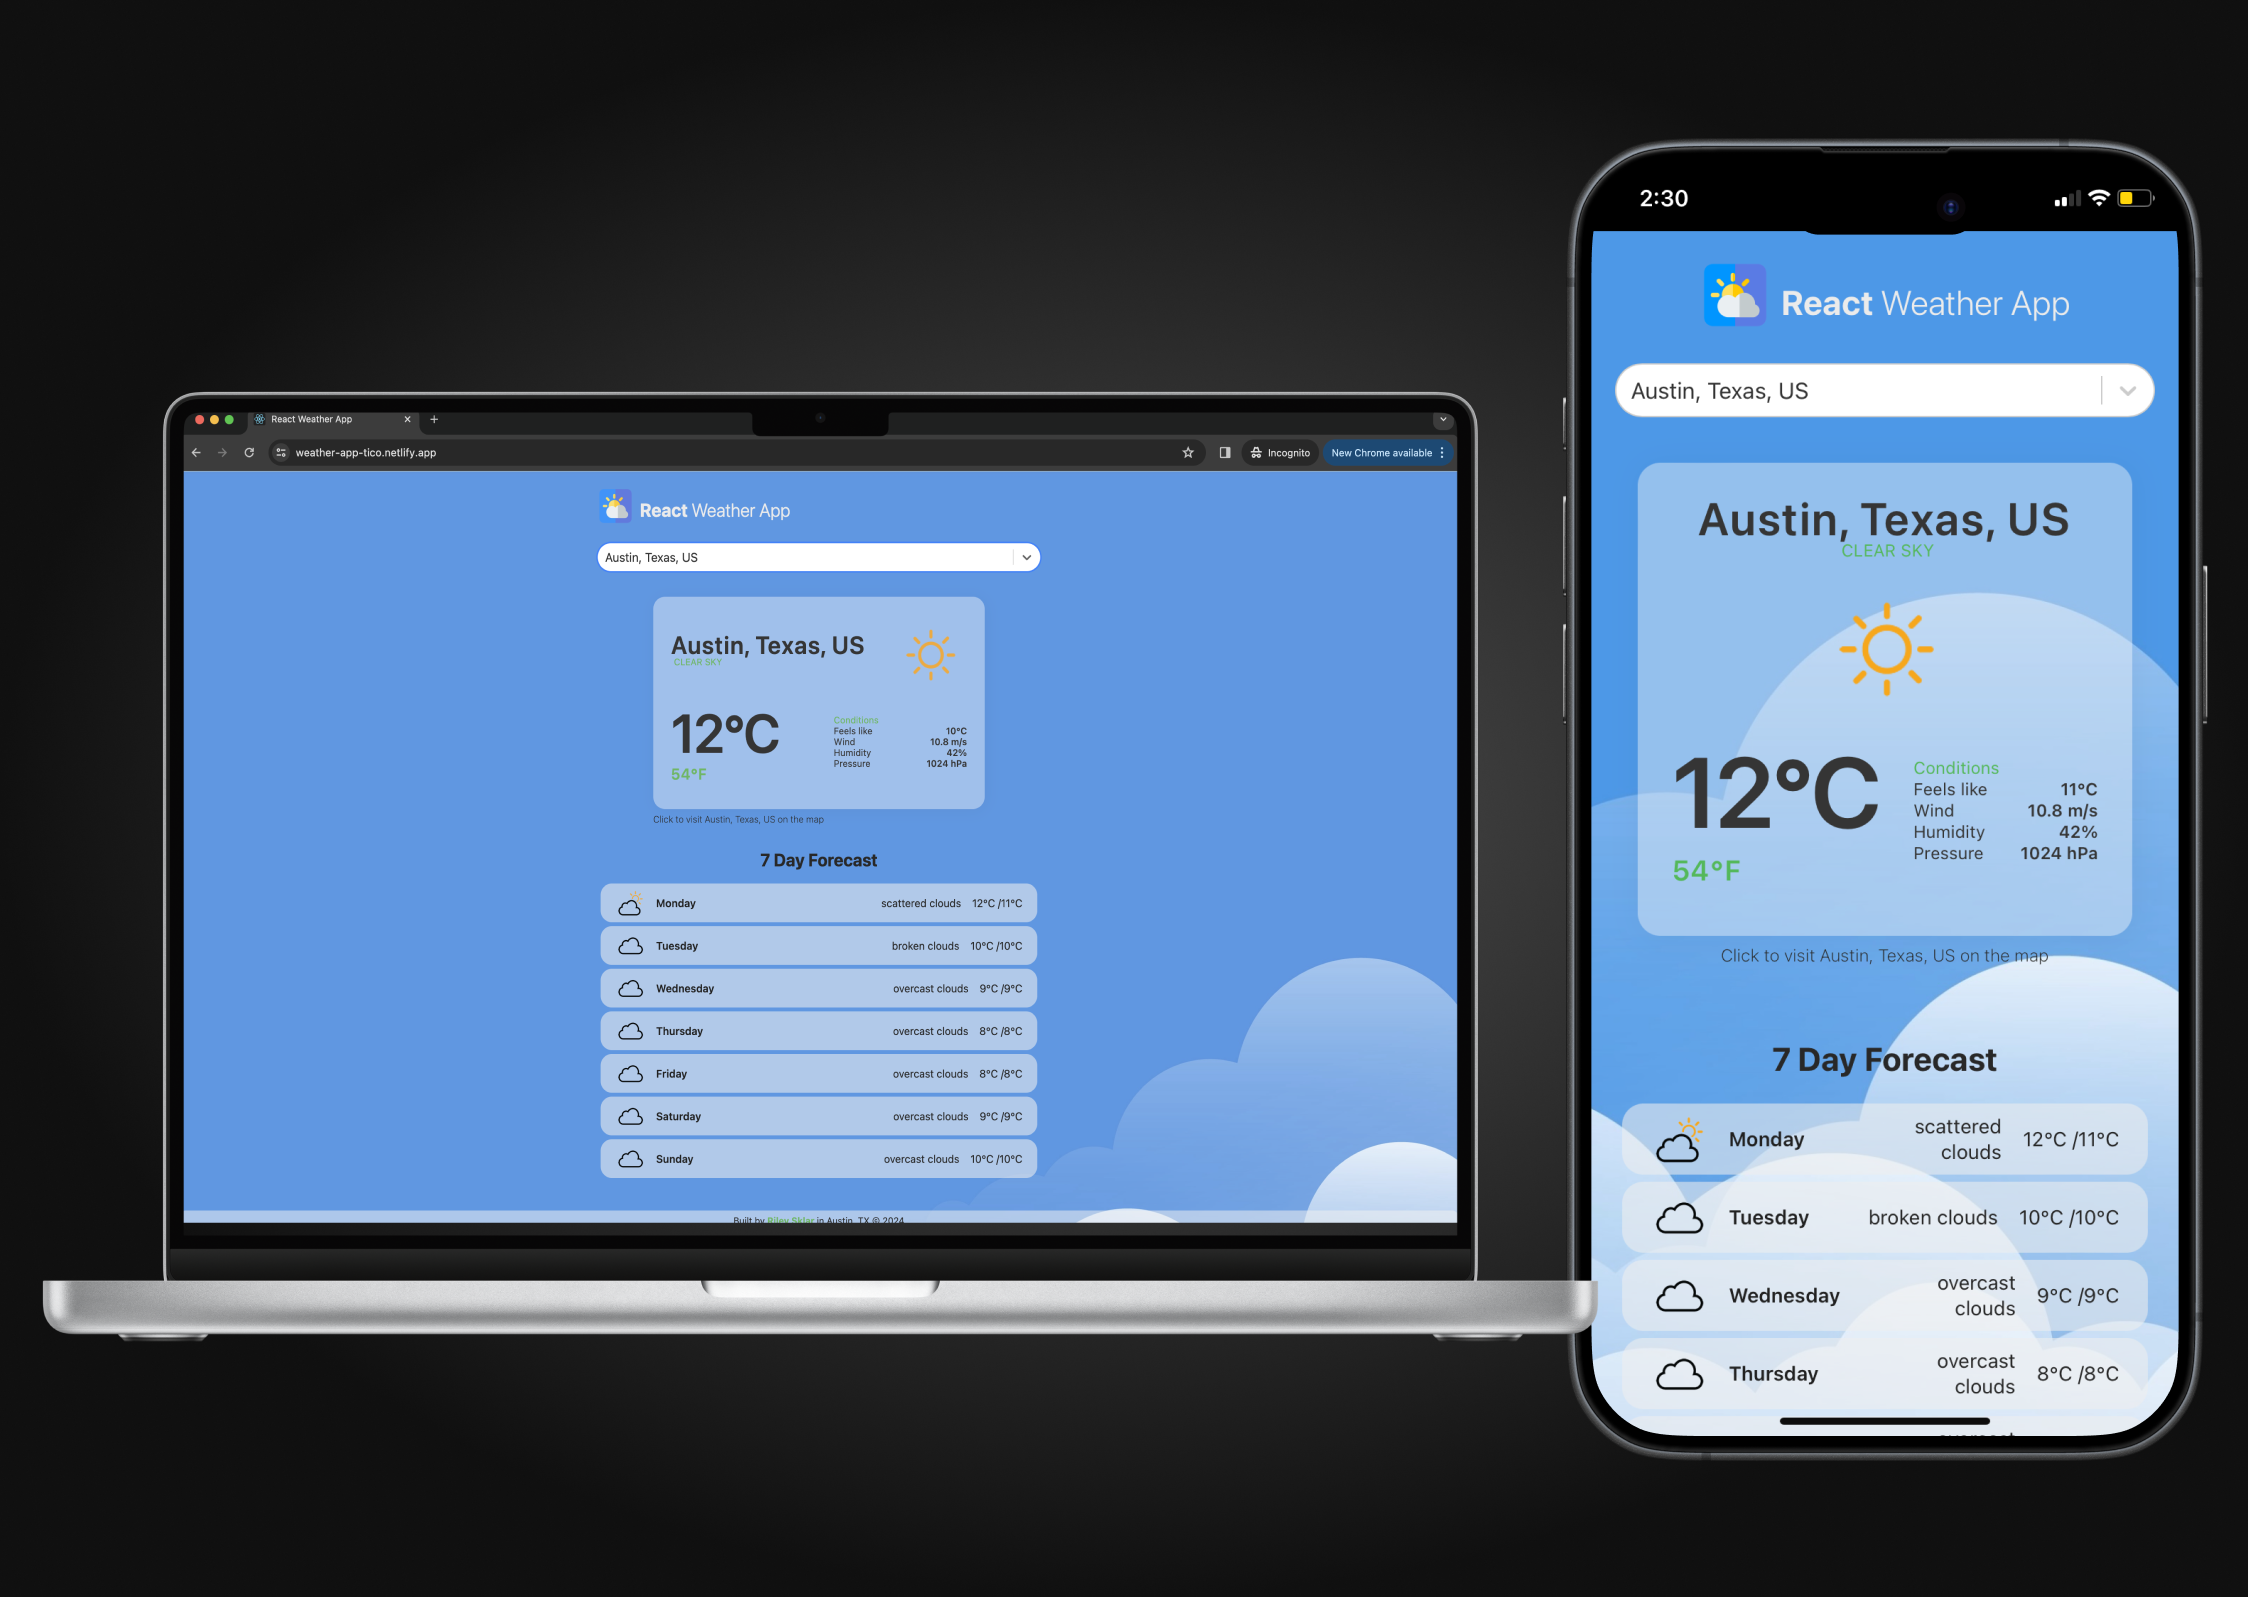 React Weather App
weather-app-tico.netlify.app
Incognito
New Chrome available
React Weather App
Austin, Texas, US
Austin, Texas, US
CLEAR SKY
12°C
54°F
Conditions
Feels like 10°C
Wind 10.8 m/s
Humidity 42%
Pressure 1024 hPa
Click to visit Austin, Texas, US on the map
7 Day Forecast
Monday scattered clouds 12°C /11°C
Tuesday broken clouds 10°C /10°C
Wednesday overcast clouds 9°C /9°C
Thursday overcast clouds 8°C /8°C
Friday overcast clouds 8°C /8°C
Saturday overcast clouds 9°C /9°C
Sunday overcast clouds 10°C /10°C
Built by Riley Sklar in Austin, TX © 2024
2:30
React Weather App
Austin, Texas, US
Austin, Texas, US
CLEAR SKY
12°C
54°F
Conditions
Feels like 11°C
Wind 10.8 m/s
Humidity 42%
Pressure 1024 hPa
Click to visit Austin, Texas, US on the map
7 Day Forecast
Monday scattered clouds 12°C /11°C
Tuesday broken clouds 10°C /10°C
Wednesday overcast clouds 9°C /9°C
Thursday overcast clouds 8°C /8°C